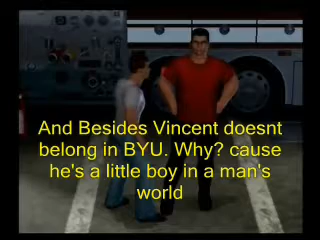 And Besides Vincent doesnt
belong in BYU. Why? cause
he's a little boy in a man's
world